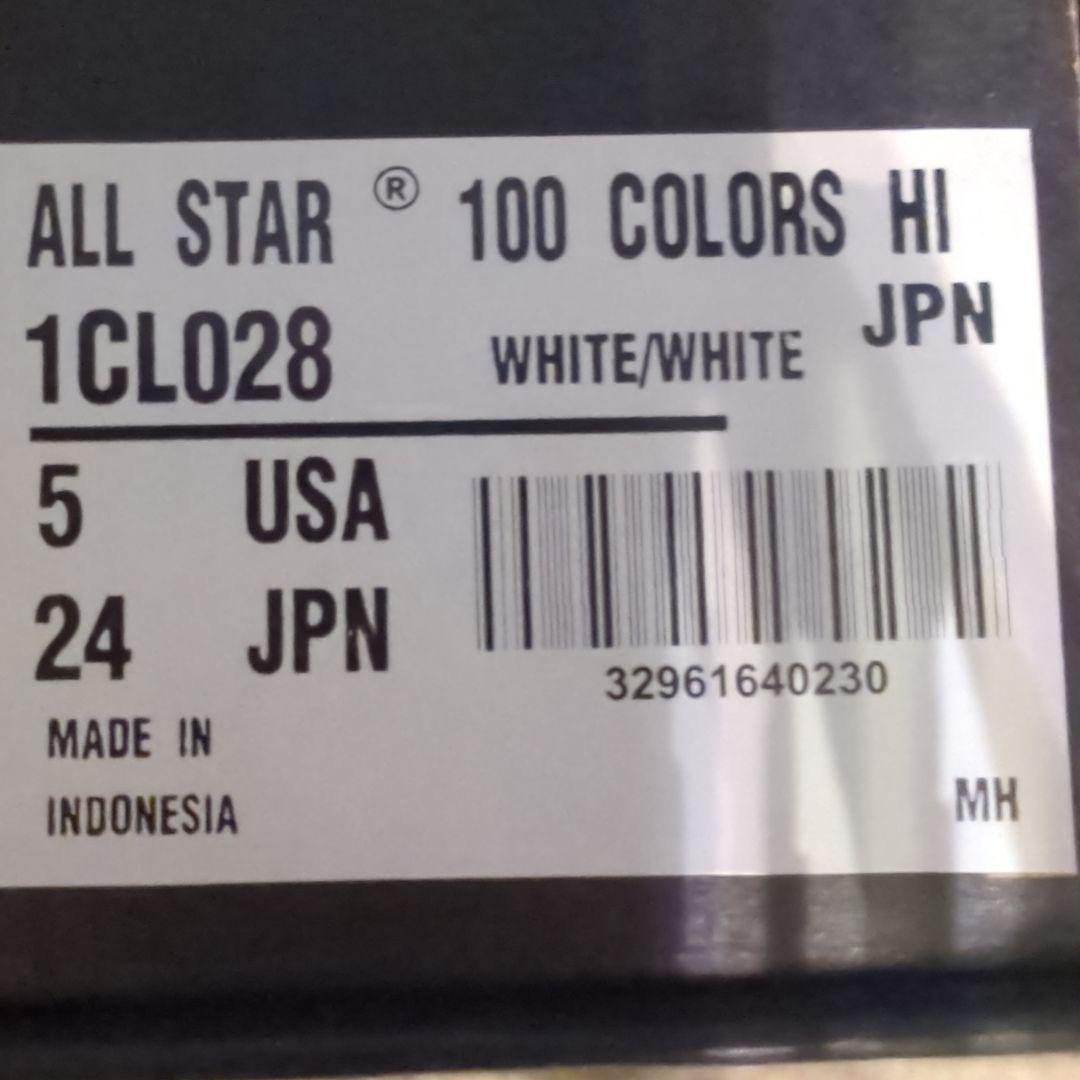 ALL STAR ® 100 COLORS HI
1CL028 WHITE/WHITE JPN
5 USA
24 JPN
32961640230
MADE IN
INDONESIA
MH